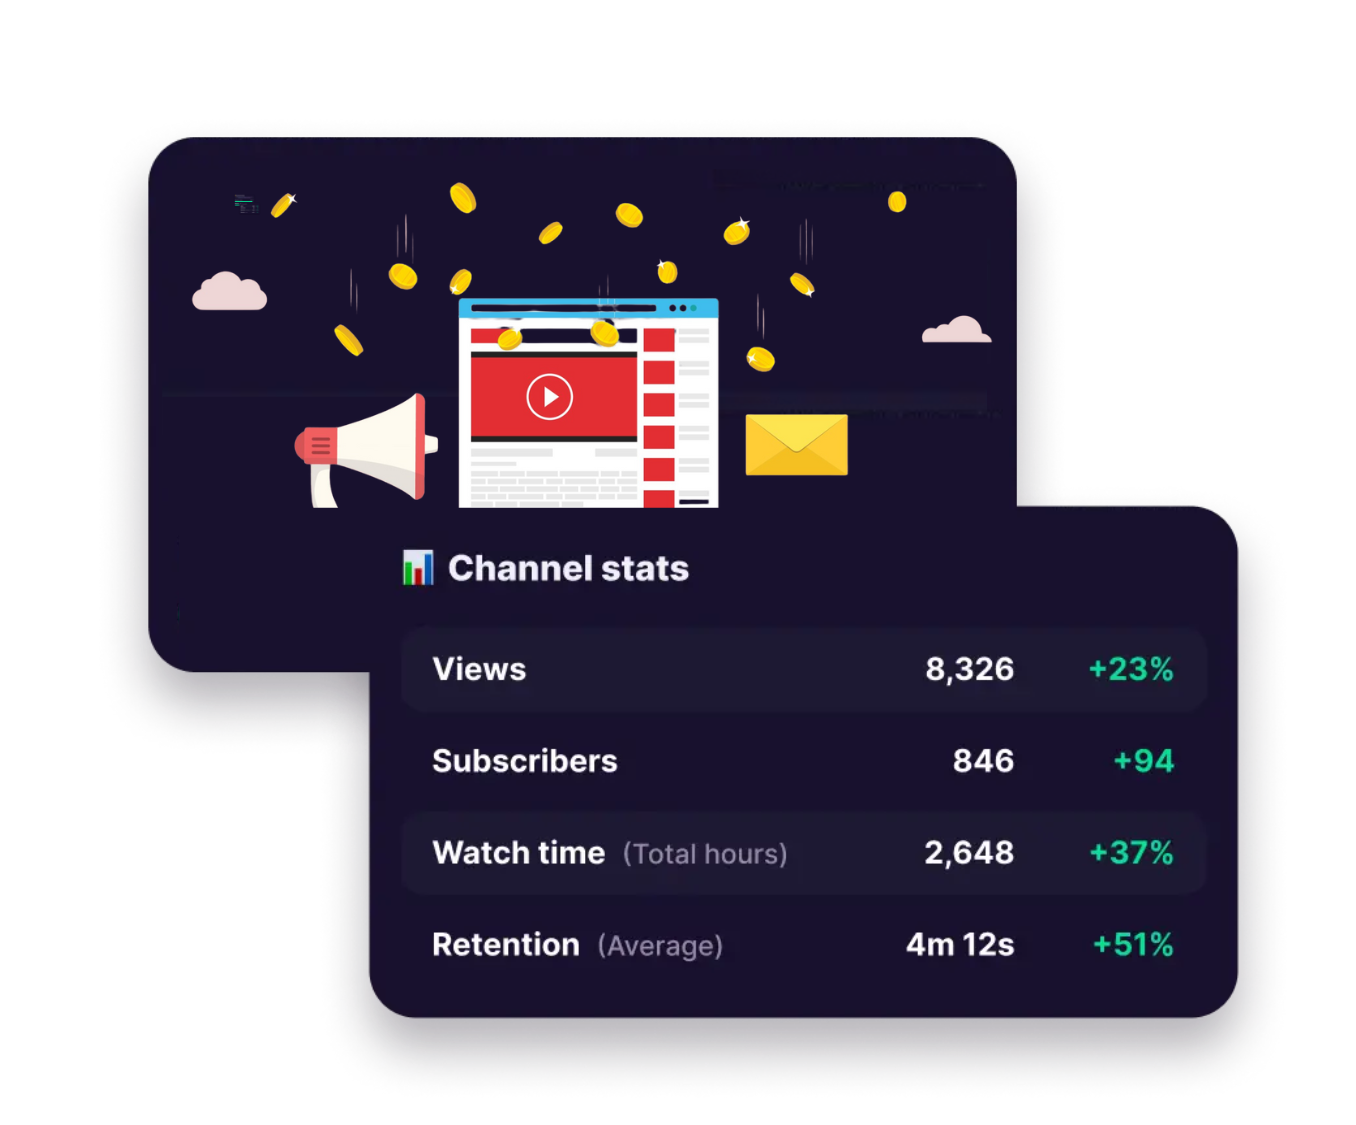 Channel stats
Views 8,326 +23%
Subscribers 846 +94
Watch time (Total hours) 2,648 +37%
Retention (Average) 4m 12s +51%